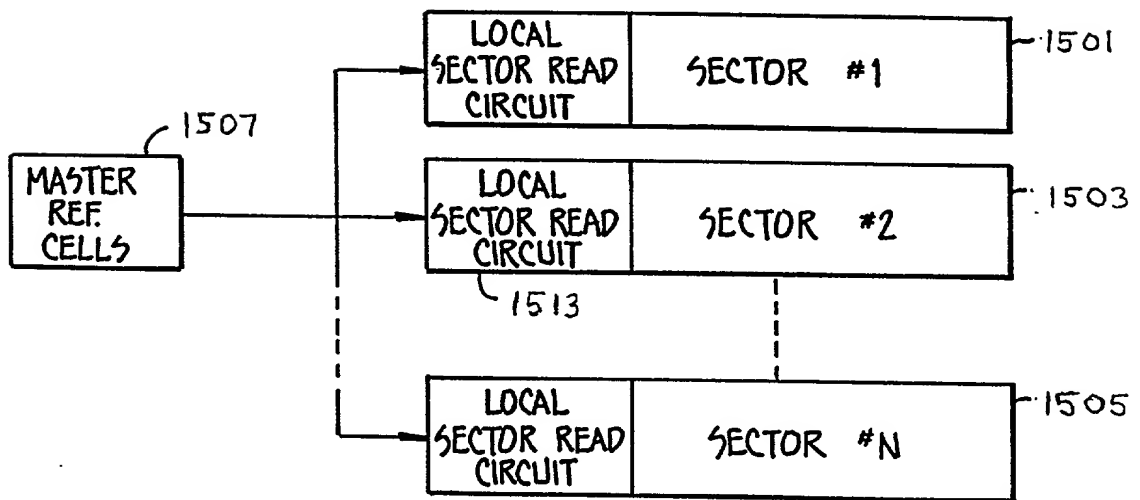 LOCAL
SECTOR READ
CIRCUIT
SECTOR #1
1501
1507
MASTER
REF.
CELLS
LOCAL
SECTOR READ
CIRCUIT
SECTOR #2
1503
1513
LOCAL
SECTOR READ
CIRCUIT
SECTOR #N
1505